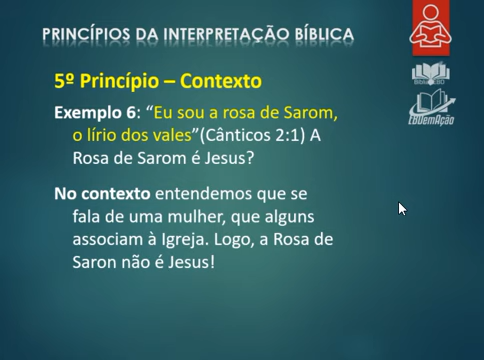 PRINCÍPIOS DA INTERPRETAÇÃO BÍBLICA
5º Princípio – Contexto
Exemplo 6: “Eu sou a rosa de Sarom,
o lírio dos vales”(Cânticos 2:1) A
Rosa de Sarom é Jesus?
No contexto entendemos que se
fala de uma mulher, que alguns
associam à Igreja. Logo, a Rosa de
Saron não é Jesus!
EBDemAção